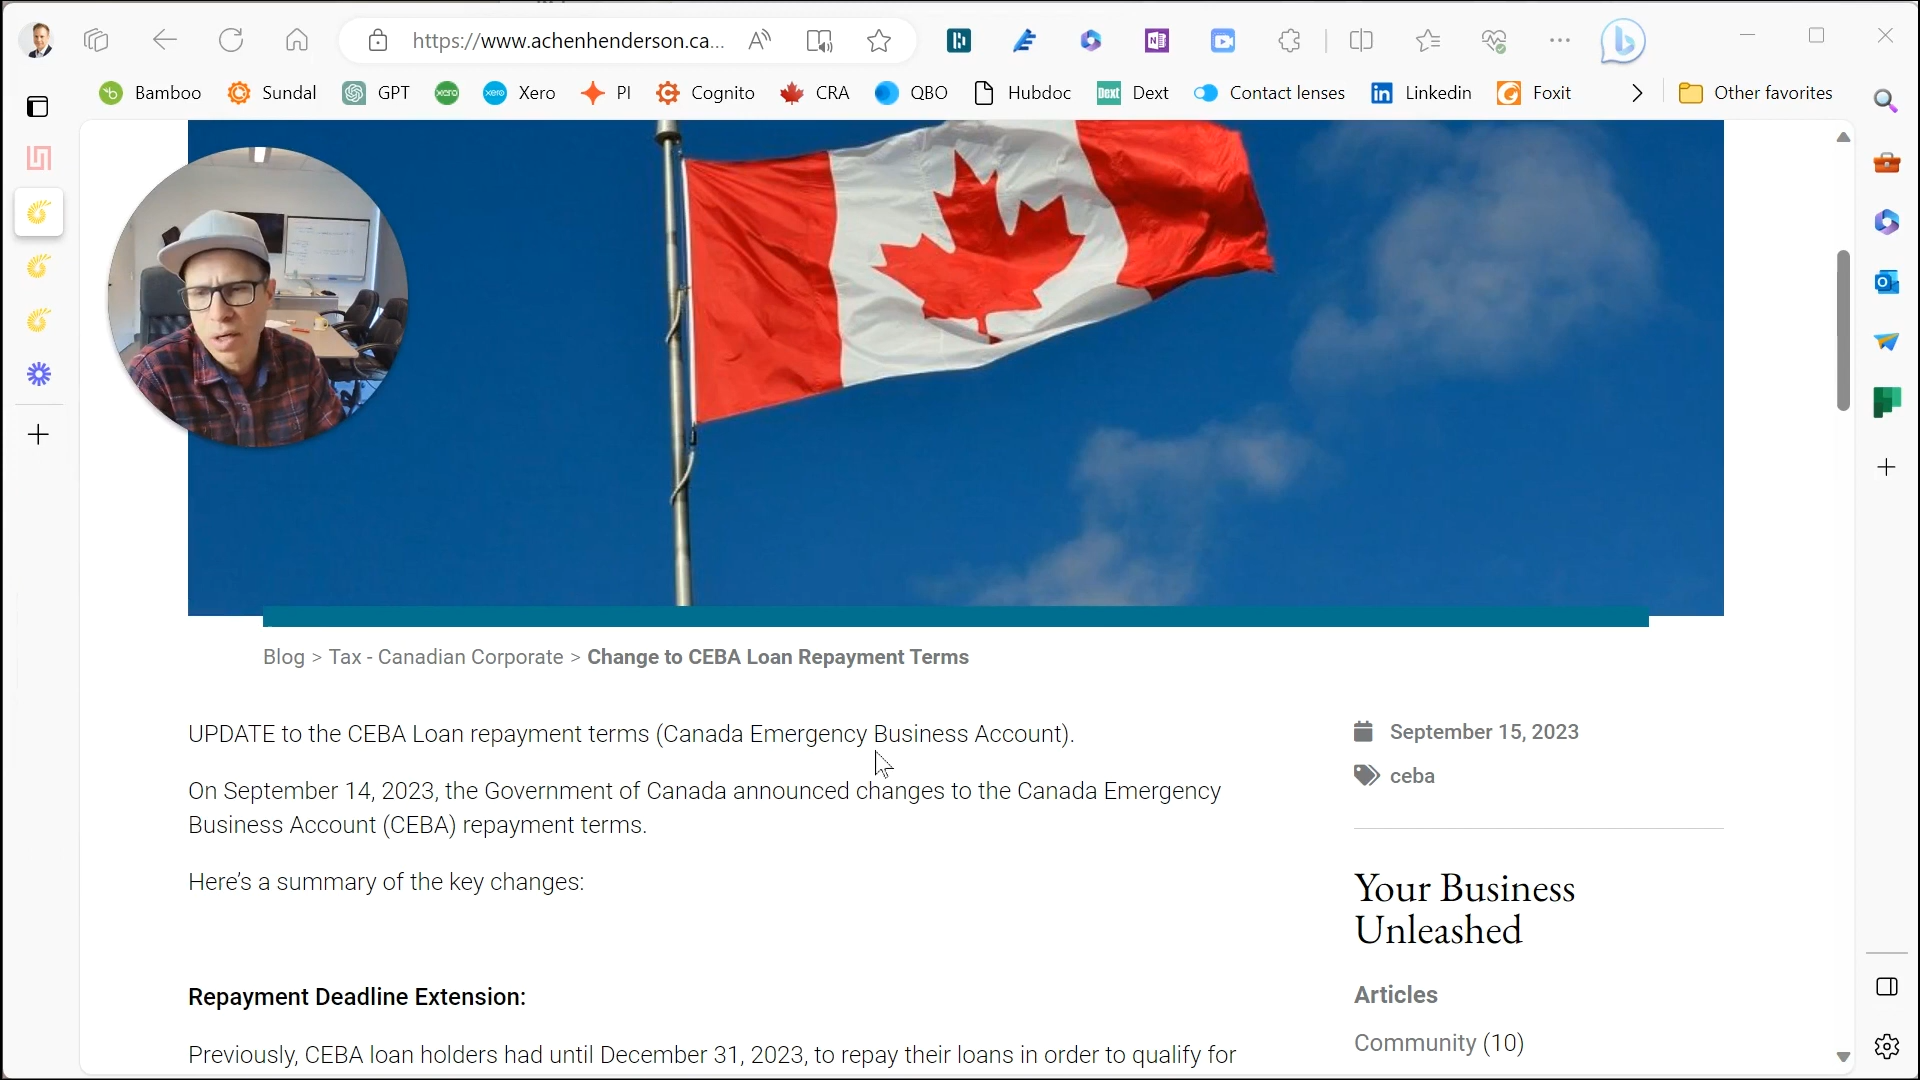 https://www.achenhenderson.ca...
Bamboo
Sundal
GPT
xero
xero
Xero
PI
Cognito
CRA
QBO
Hubdoc
Dext
Dext
Contact lenses
Linkedin
Foxit
Other favorites
Blog > Tax - Canadian Corporate > Change to CEBA Loan Repayment Terms
UPDATE to the CEBA Loan repayment terms (Canada Emergency Business Account).
On September 14, 2023, the Government of Canada announced changes to the Canada Emergency
Business Account (CEBA) repayment terms.
Here's a summary of the key changes:
Repayment Deadline Extension:
Previously, CEBA loan holders had until December 31, 2023, to repay their loans in order to qualify for
September 15, 2023
ceba
Your Business
Unleashed
Articles
Community (10)